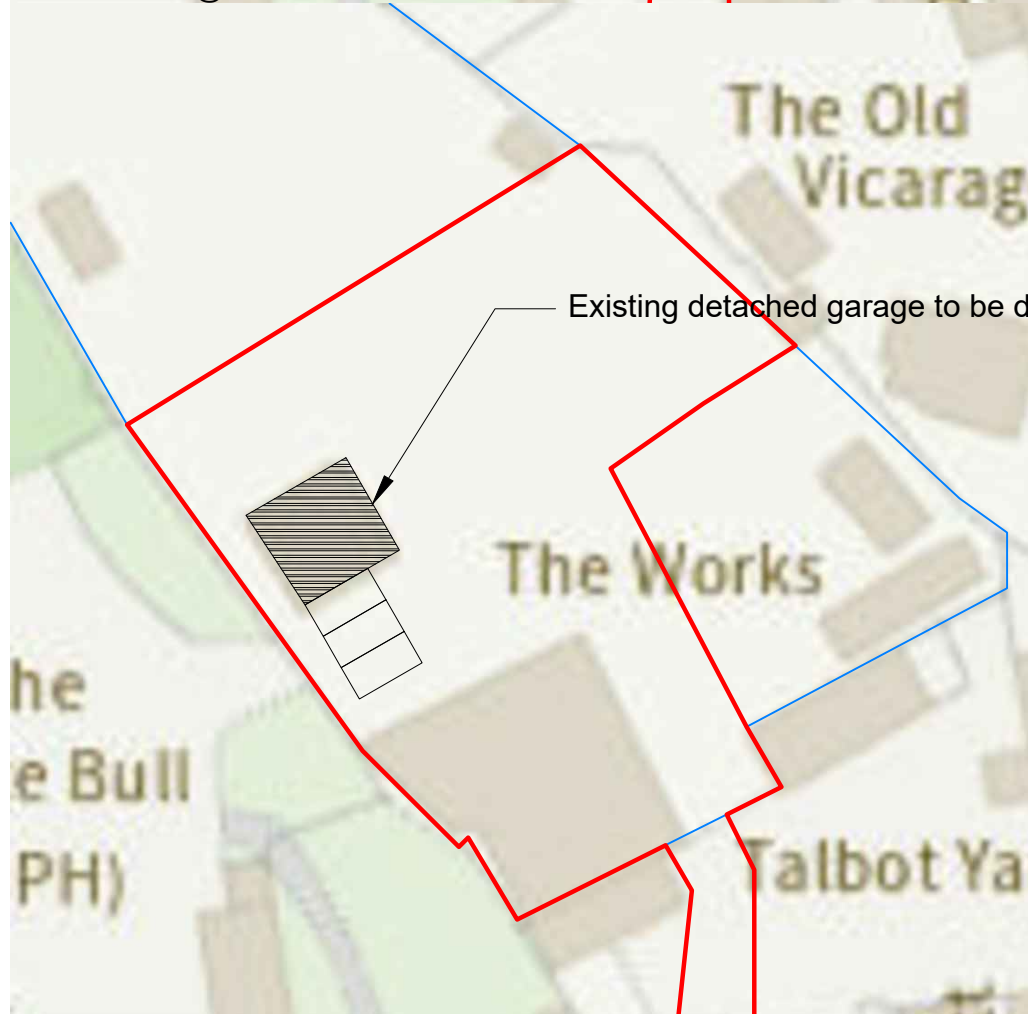 The Old
Vicarag
Existing detached garage to be d
The Works
he
e Bull
PH)
Talbot Ya